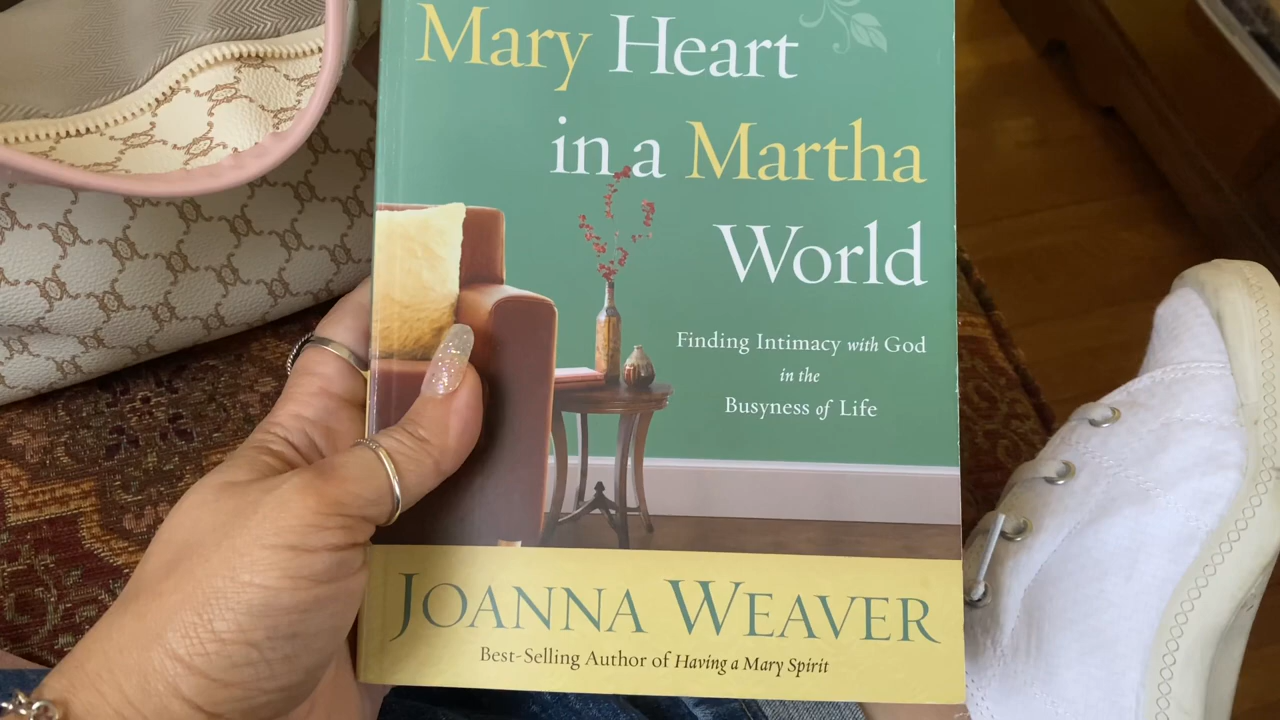 Mary Heart
in a Martha
World
Finding Intimacy with God
in the
Busyness of Life
JOANNA WEAVER
Best-Selling Author of Having a Mary Spirit